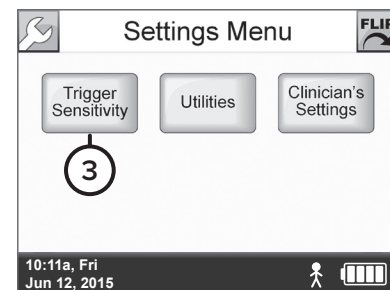 Settings Menu
FLIP
Trigger
Sensitivity
Utilities
Clinician's
Settings
3
10:11a, Fri
Jun 12, 2015